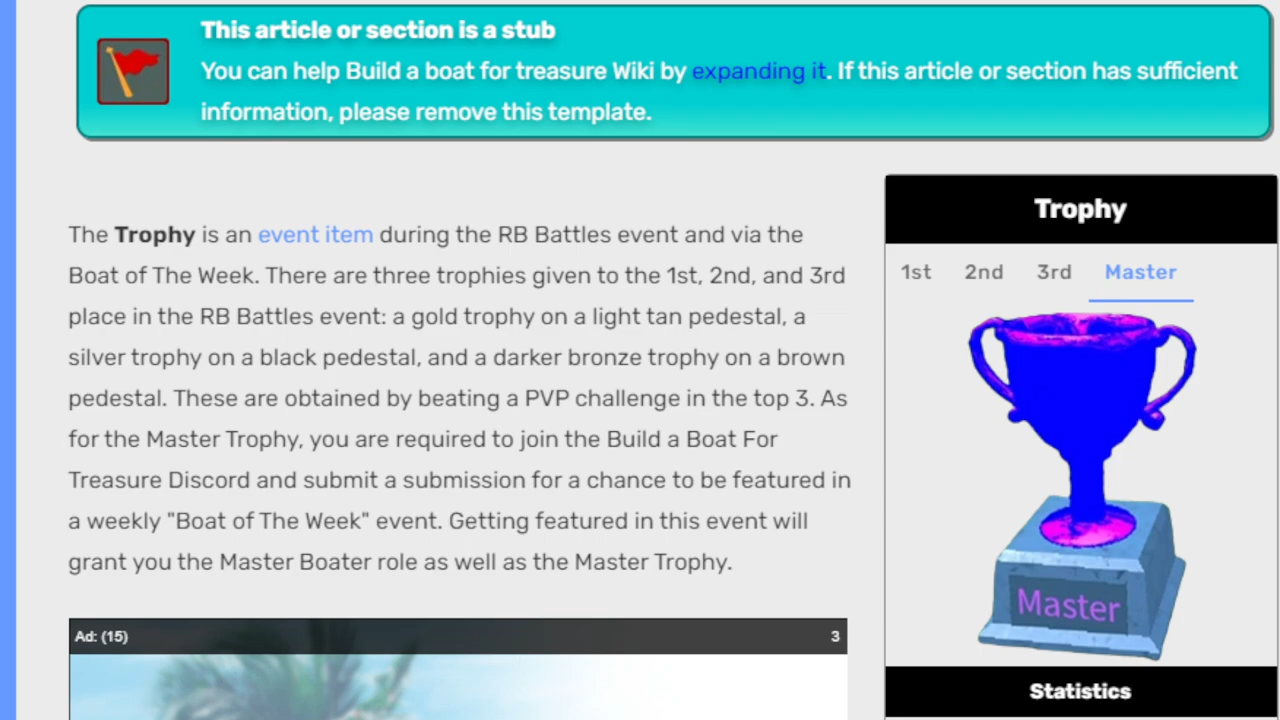 This article or section is a stub
You can help Build a boat for treasure Wiki by expanding it. If this article or section has sufficient
information, please remove this template.
The Trophy is an event item during the RB Battles event and via the
Boat of The Week. There are three trophies given to the 1st, 2nd, and 3rd
place in the RB Battles event: a gold trophy on a light tan pedestal, a
silver trophy on a black pedestal, and a darker bronze trophy on a brown
pedestal. These are obtained by beating a PVP challenge in the top 3. As
for the Master Trophy, you are required to join the Build a Boat For
Treasure Discord and submit a submission for a chance to be featured in
a weekly "Boat of The Week" event. Getting featured in this event will
grant you the Master Boater role as well as the Master Trophy.
Ad: (15) 3
Trophy
1st 2nd 3rd Master
Master
Statistics